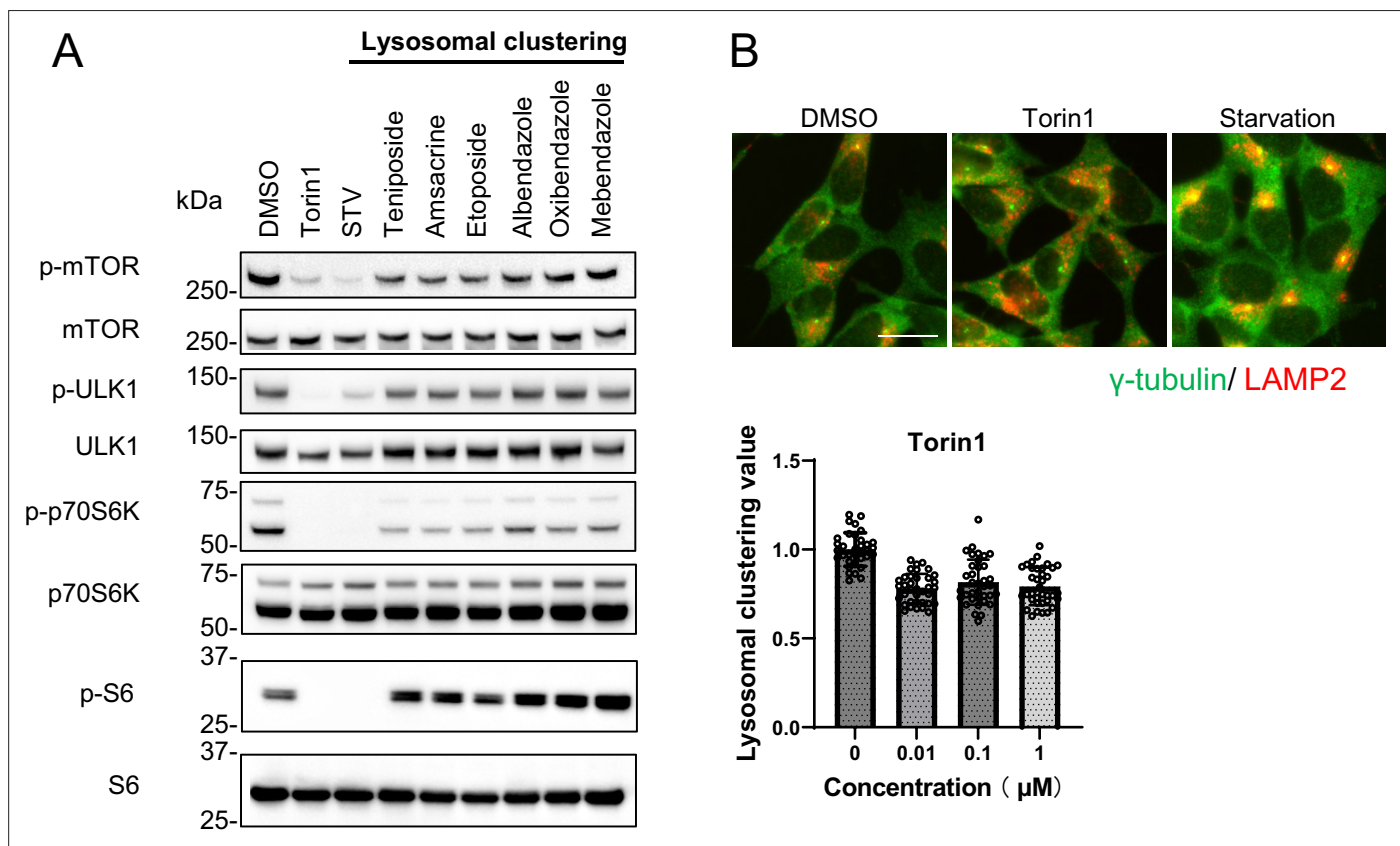 A
Lysosomal clustering
kDa
DMSO
Torin1
STV
Teniposide
Amsacrine
Etoposide
Albendazole
Oxibendazole
Mebendazole
p-mTOR
250-
mTOR
250-
p-ULK1
150-
ULK1
150-
p-p70S6K
75-
50-
p70S6K
75-
50-
p-S6
37-
25-
S6
37-
25-
B
DMSO
Torin1
Starvation
γ-tubulin/ LAMP2
Torin1
Lysosomal clustering value
1.5
1.0
0.5
0.0
0
0.01
0.1
1
Concentration ( μM)